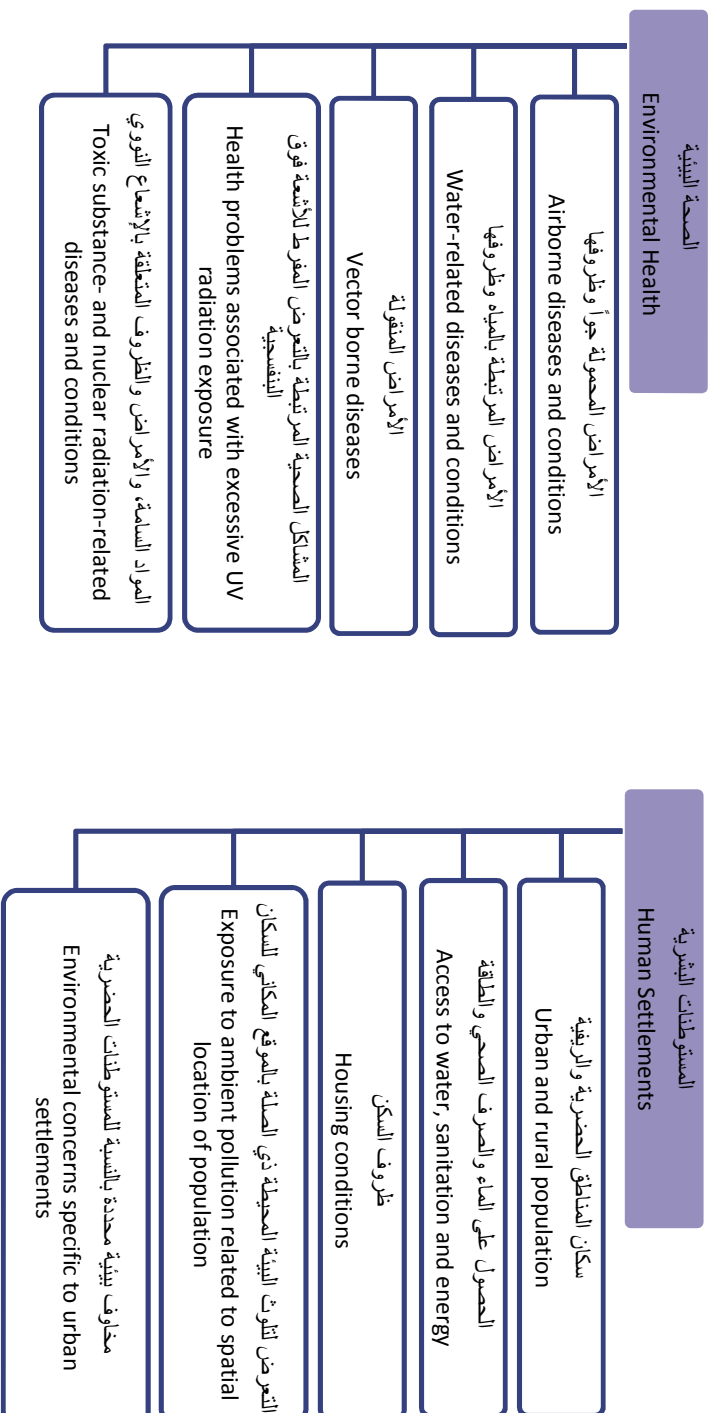 المستوطنات البشرية
Human Settlements
سكان المناطق الحضرية والريفية
Urban and rural population
الحصول على الماء والصرف الصحي والطاقة
Access to water, sanitation and energy
ظروف السكن
Housing conditions
التعرض لتلوث البيئة المحيطة ذي الصلة بالموقع المكاني للسكان
Exposure to ambient pollution related to spatial
location of population
مخاوف بيئية محددة بالنسبة للمستوطنات الحضرية
Environmental concerns specific to urban
settlements
الصحة البيئية
Environmental Health
الأمراض المحمولة جواً وظروفها
Airborne diseases and conditions
الأمراض المرتبطة بالمياه وظروفها
Water-related diseases and conditions
الأمراض المنقولة
Vector borne diseases
المشاكل الصحية المرتبطة بالتعرض المفرط للأشعة فوق
البنفسجية
Health problems associated with excessive UV
radiation exposure
المواد السامة، والأمراض والظروف المتعلقة بالإشعاع النووي
Toxic substance- and nuclear radiation-related
diseases and conditions